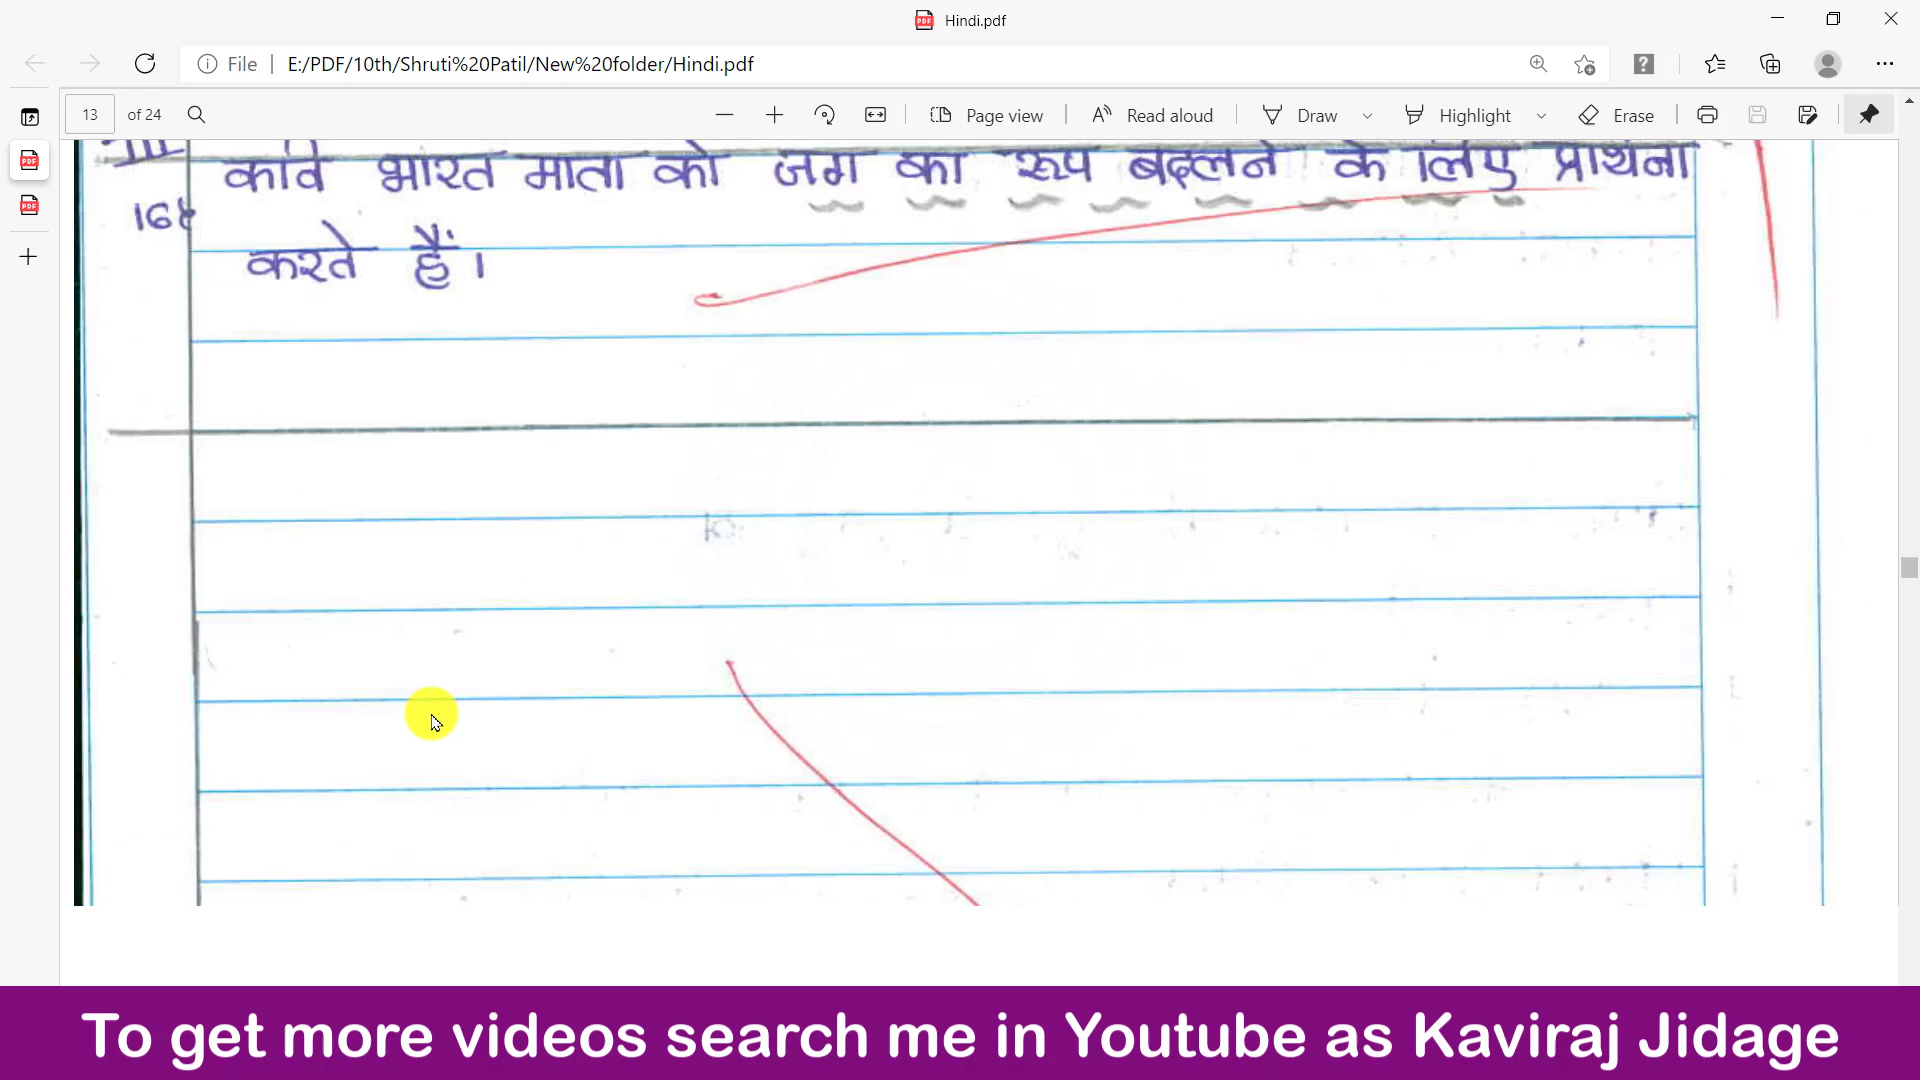 Hindi.pdf
File
E:/PDF/10th/Shruti%20Patil/New%20folder/Hindi.pdf
13 of 24
Page view
Read aloud
Draw
Highlight
Erase
III कवि भारत माता को जग का रूप बदलने के लिए प्रार्थना
करते हैं।
To get more videos search me in Youtube as Kaviraj Jidage